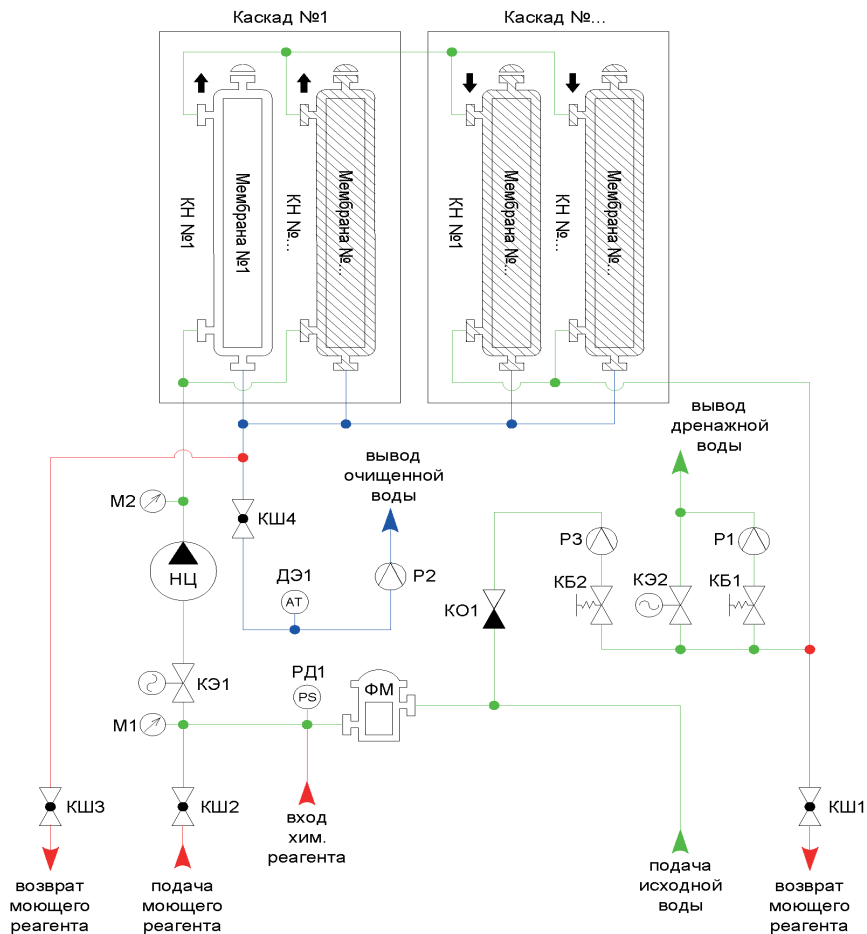 Каскад №1
Каскад №...
КН №1
Мембрана №1
КН №...
Мембрана №...
КН №1
Мембрана №...
КН №...
Мембрана №...
вывод
дренажной
воды
вывод
очищенной
воды
М2
КШ4
НЦ
ДЭ1
АТ
Р2
КО1
Р3
Р1
КБ2
КЭ2
КБ1
КЭ1
РД1
PS
ФМ
М1
КШ3
КШ2
КШ1
вход
хим.
реагента
возврат
моющего
реагента
подача
моющего
реагента
подача
исходной
воды
возврат
моющего
реагента